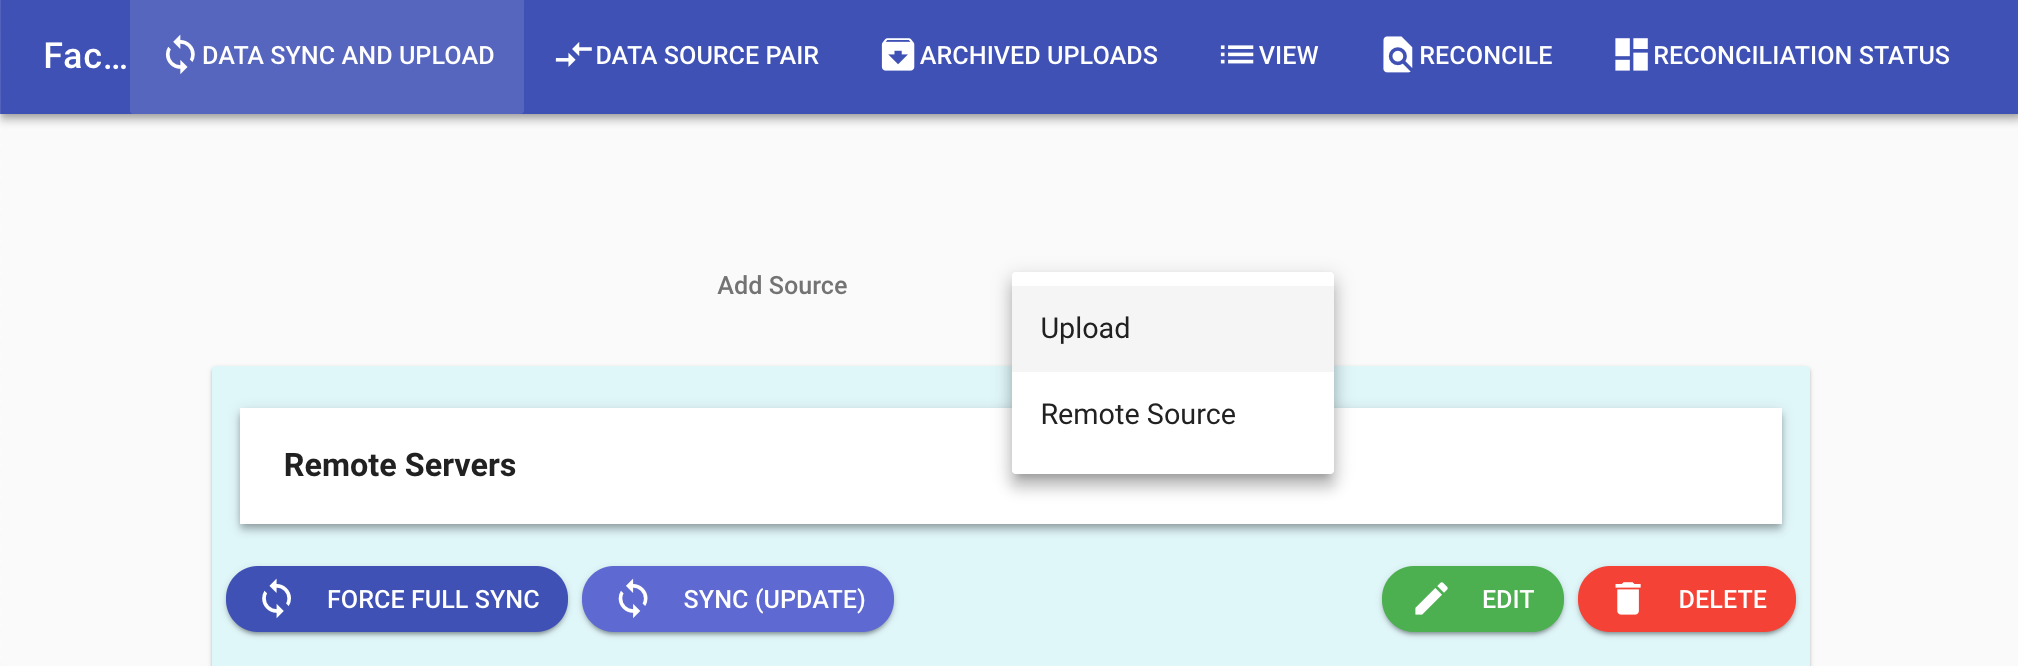 Fac... DATA SYNC AND UPLOAD DATA SOURCE PAIR ARCHIVED UPLOADS VIEW RECONCILE RECONCILIATION STATUS
Add Source
Upload
Remote Source
Remote Servers
FORCE FULL SYNC SYNC (UPDATE) EDIT DELETE